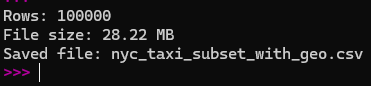 Rows: 100000
File size: 28.22 MB
Saved file: nyc_taxi_subset_with_geo.csv
>>>